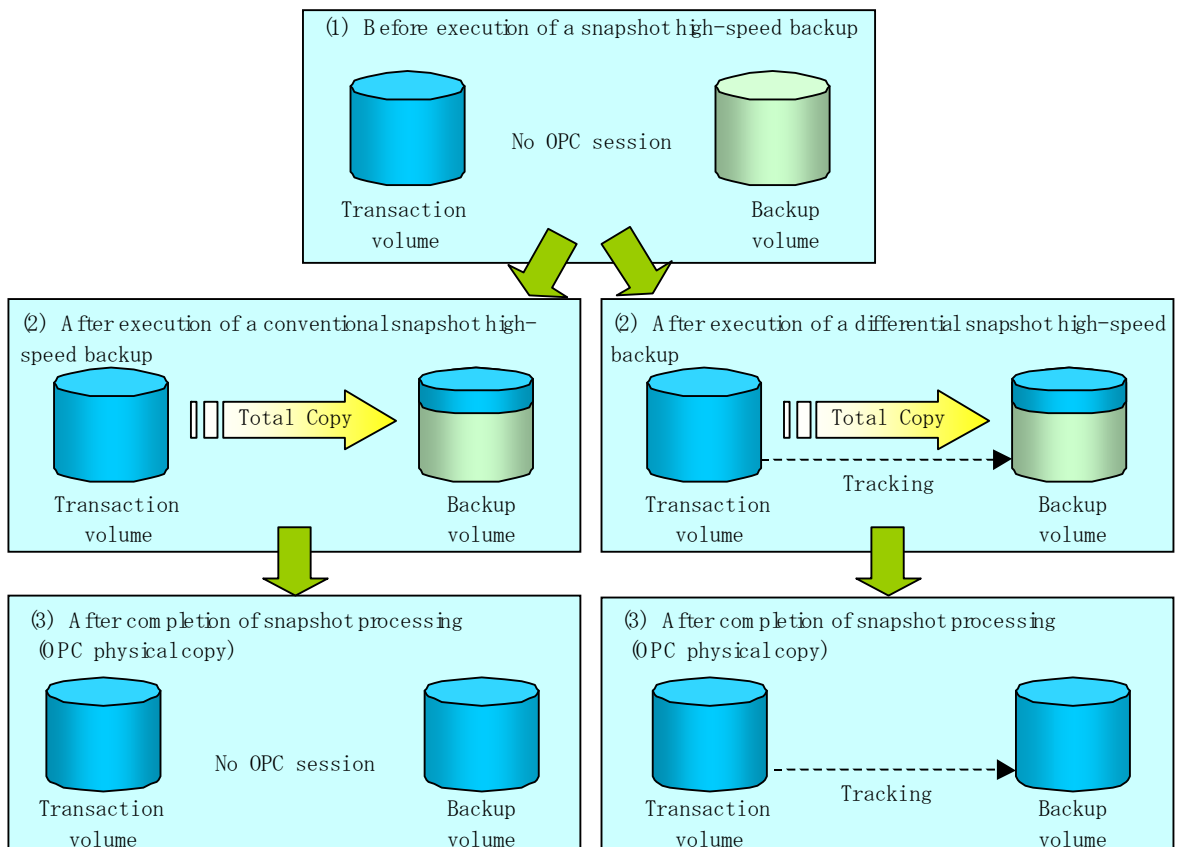 (1) Before execution of a snapshot high-speed backup
No OPC session
Transaction
volume
Backup
volume
(2) After execution of a conventional snapshot high-
speed backup
Total Copy
Transaction
volume
Backup
volume
(2) After execution of a differential snapshot high-speed
backup
Total Copy
Tracking
Transaction
volume
Backup
volume
(3) After completion of snapshot processing
(OPC physical copy)
No OPC session
Transaction
volume
Backup
volume
(3) After completion of snapshot processing
(OPC physical copy)
Tracking
Transaction
volume
Backup
volume